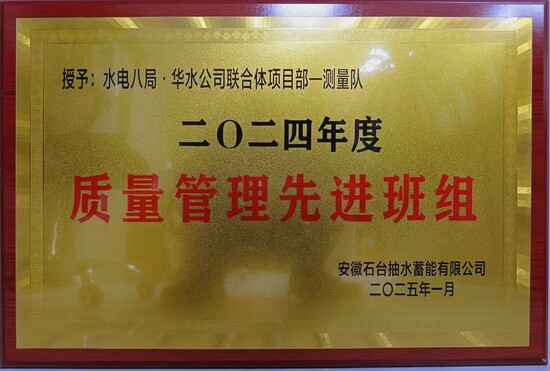 授予：水电八局·华水公司联合体项目部—测量队
二〇二四年度
质量管理先进班组
安徽石台抽水蓄能有限公司
二〇二五年一月